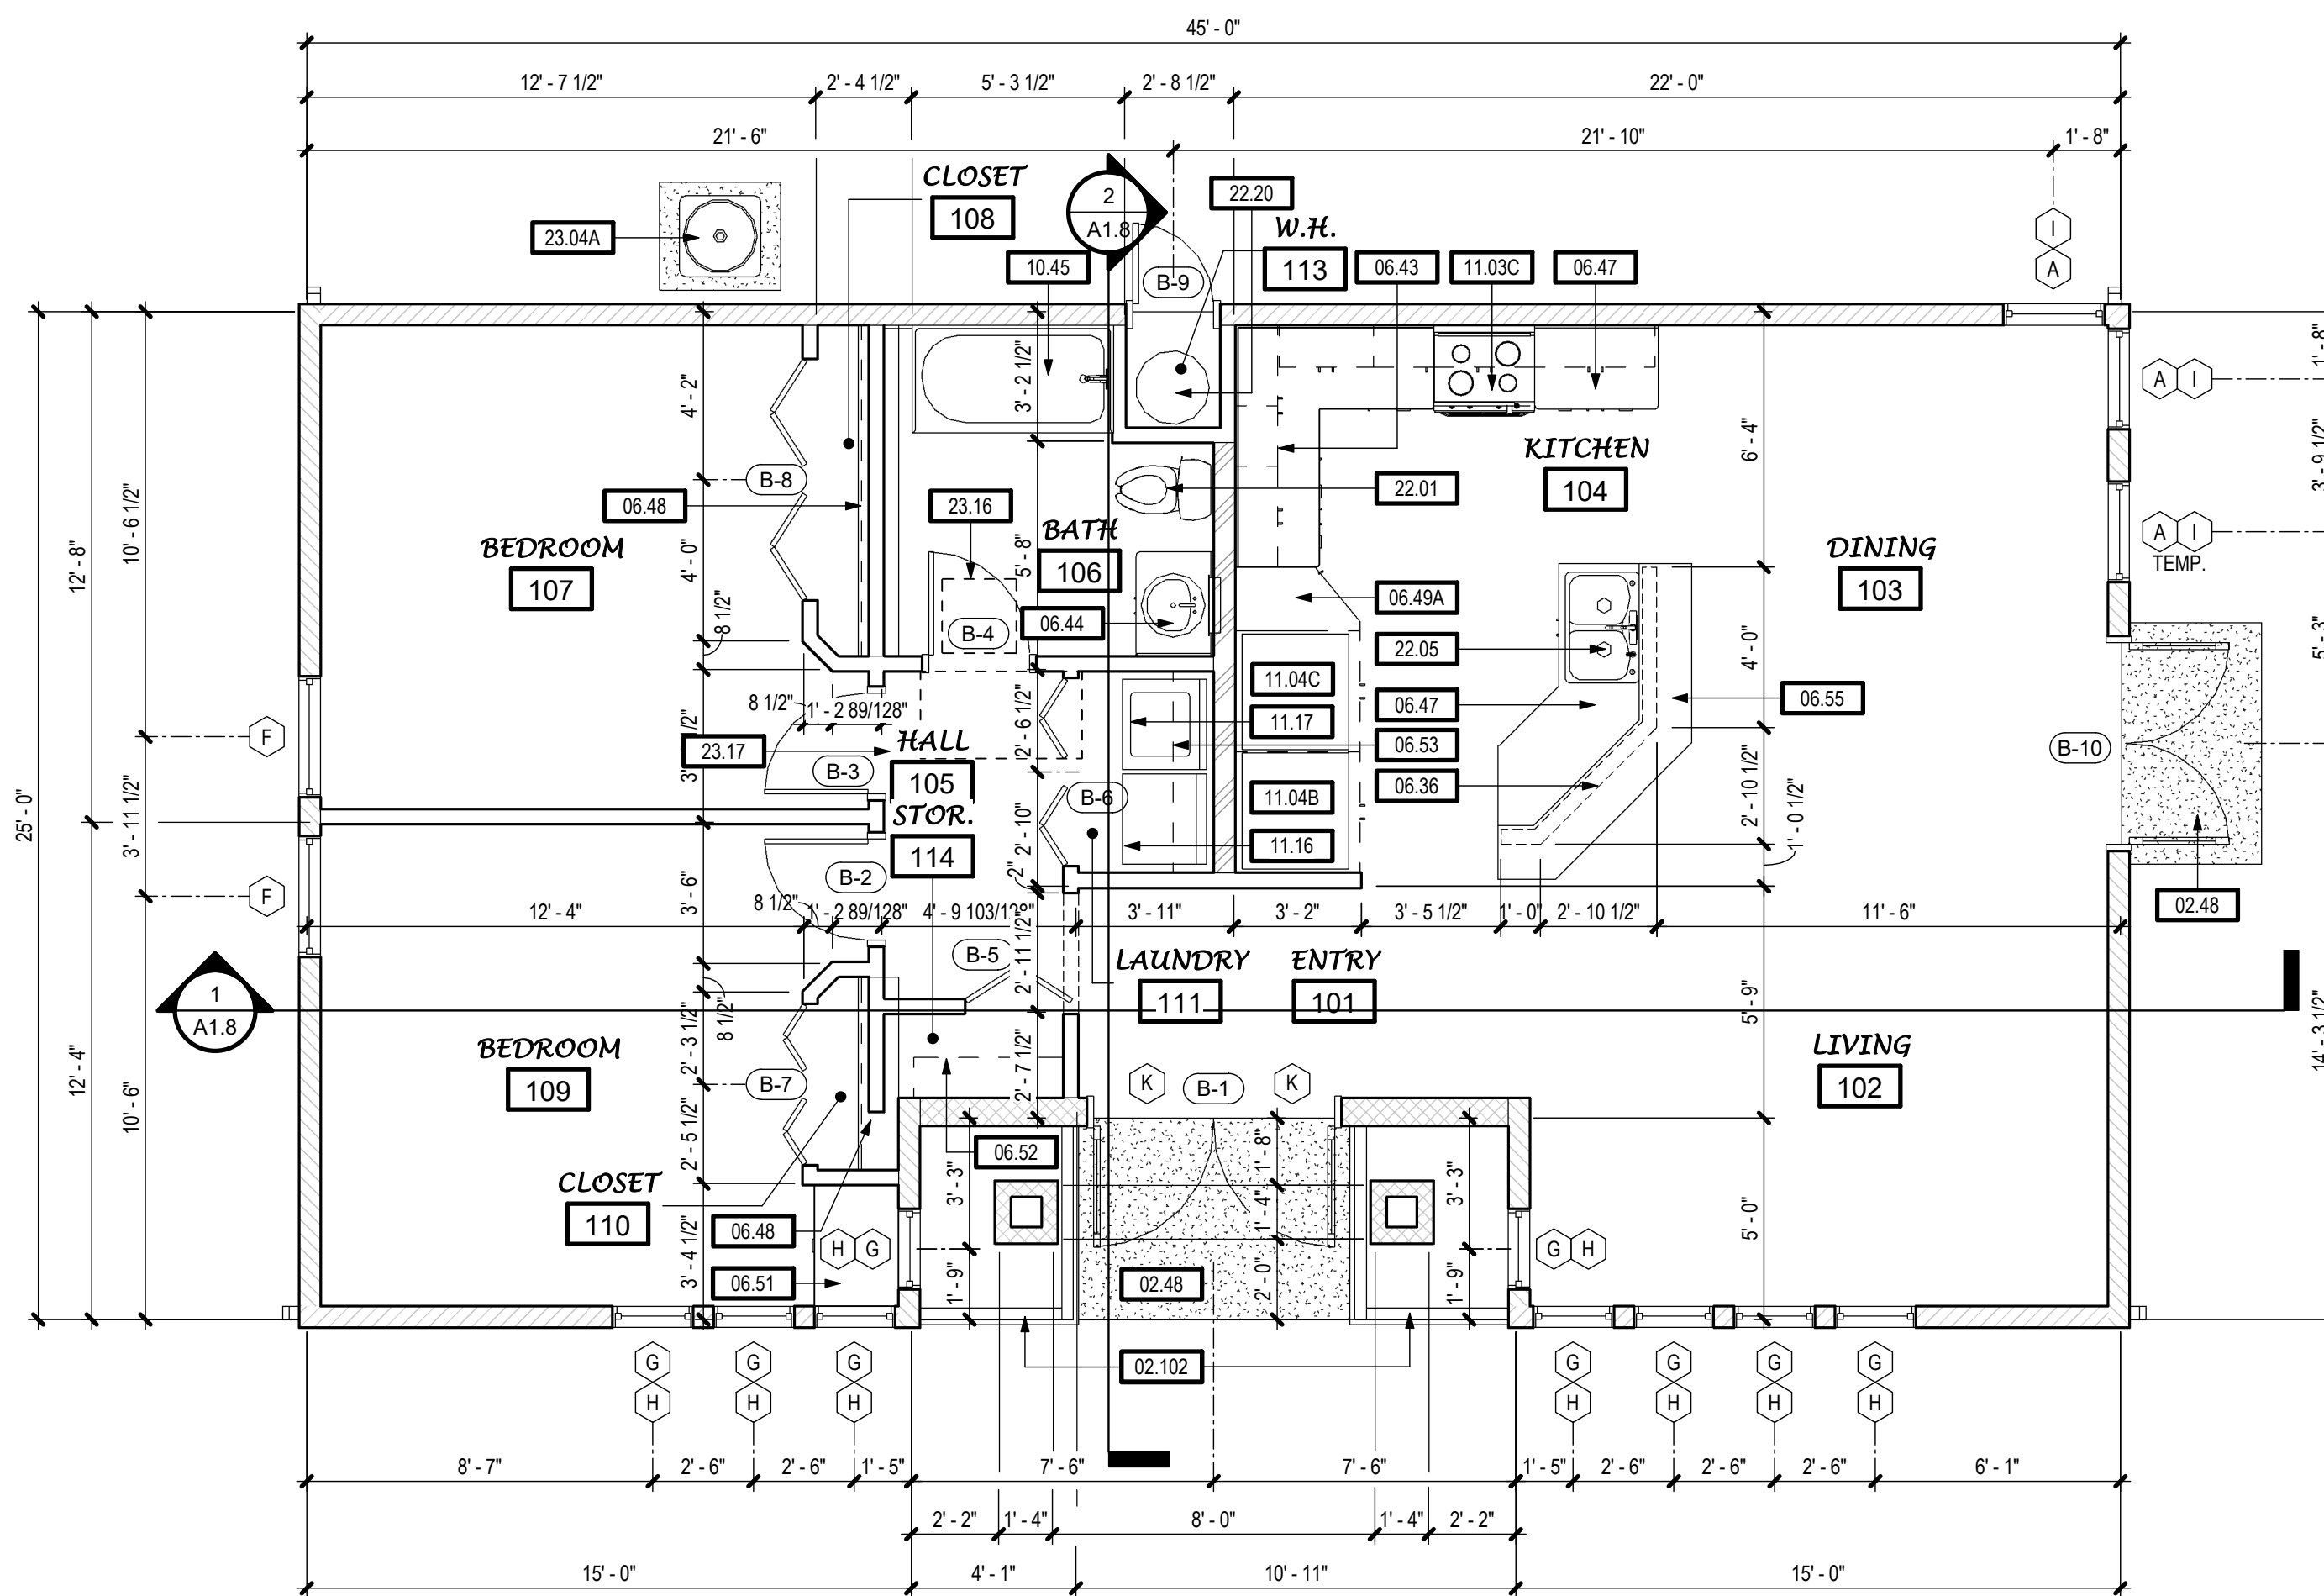 45' - 0"
12' - 7 1/2" 2' - 4 1/2" 5' - 3 1/2" 2' - 8 1/2" 22' - 0"
21' - 6" 21' - 10" 1' - 8"
CLOSET
108
2
A1.8
22.20
W.H.
113
23.04A
10.45
B-9
06.43
11.03C
06.47
I
A
4' - 2"
3' - 2 1/2"
6' - 4"
1' - 8"
A I
3' - 9 1/2"
KITCHEN
104
B-8
06.48
23.16
22.01
10' - 6 1/2"
12' - 8"
BEDROOM
107
4' - 0"
8 1/2"
BATH
106
5' - 8"
DINING
103
A I
TEMP.
06.49A
06.44
B-4
22.05
4' - 0"
5' - 3"
11.04C
11.17
06.47
06.55
06.53
06.36
8 1/2" 1' - 2 89/128"
2' - 6 1/2"
F
23.17
HALL
105
B-3
B-6
B-10
STOR.
114
11.04B
11.16
2' - 10 1/2"
1' - 0 1/2"
25' - 0"
3' - 11 1/2"
B-2
2' - 10"
2"
F
3' - 6"
02.48
12' - 4" 8 1/2" 1' - 2 89/128" 4' - 9 103/128" 3' - 11" 3' - 2" 3' - 5 1/2" 1' - 0" 2' - 10 1/2" 11' - 6"
B-5
2' - 11 1/2"
LAUNDRY
111
ENTRY
101
1
A1.8
8 1/2"
5' - 9"
14' - 3 1/2"
12' - 4"
10' - 6"
BEDROOM
109
2' - 3 1/2"
B-7
2' - 7 1/2"
K B-1 K
LIVING
102
2' - 5 1/2"
06.52
3' - 3"
1' - 8"
3' - 3"
CLOSET
110
06.48
H G
1' - 4"
G H
5' - 0"
3' - 4 1/2"
06.51
1' - 9"
02.48
2' - 0"
1' - 9"
02.102
G G G G G G G
H H H H H H H
8' - 7" 2' - 6" 2' - 6" 1' - 5" 7' - 6" 7' - 6" 1' - 5" 2' - 6" 2' - 6" 2' - 6" 6' - 1"
2' - 2" 1' - 4" 8' - 0" 1' - 4" 2' - 2"
15' - 0" 4' - 1" 10' - 11" 15' - 0"